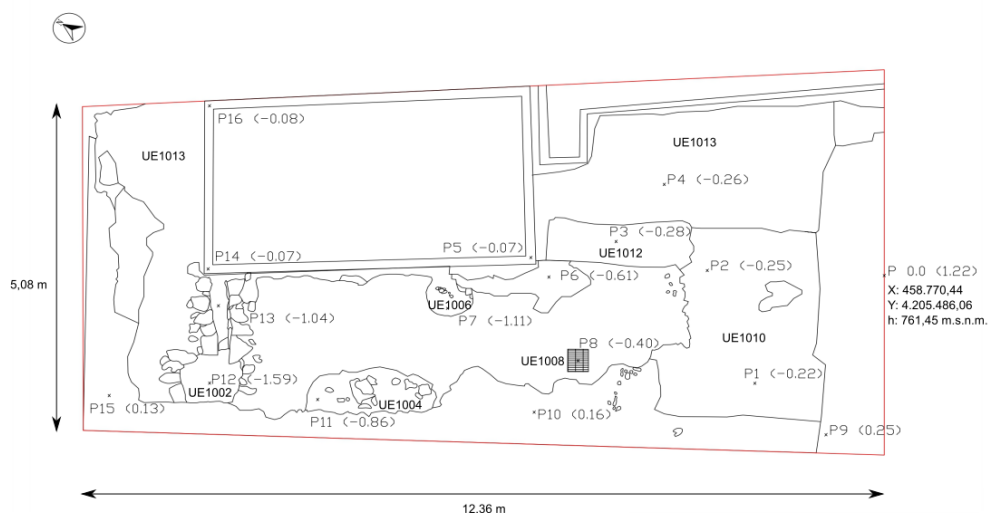 P16 (-0.08)
UE1013
UE1013
P4 (-0.26)
P3 (-0.28)
UE1012
P14 (-0.07)
P5 (-0.07)
P6 (-0.61)
P2 (-0.25)
P 0.0 (1.22)
X: 458.770,44
Y: 4.205.486,06
h: 761,45 m.s.n.m.
5,08 m
UE1006
P13 (-1.04)
P7 (-1.11)
UE1010
P8 (-0.40)
UE1008
P12 (-1.59)
UE1002
P1 (-0.22)
P15 (0.13)
UE1004
P11 (-0.86)
P10 (0.16)
P9 (0.25)
12.36 m